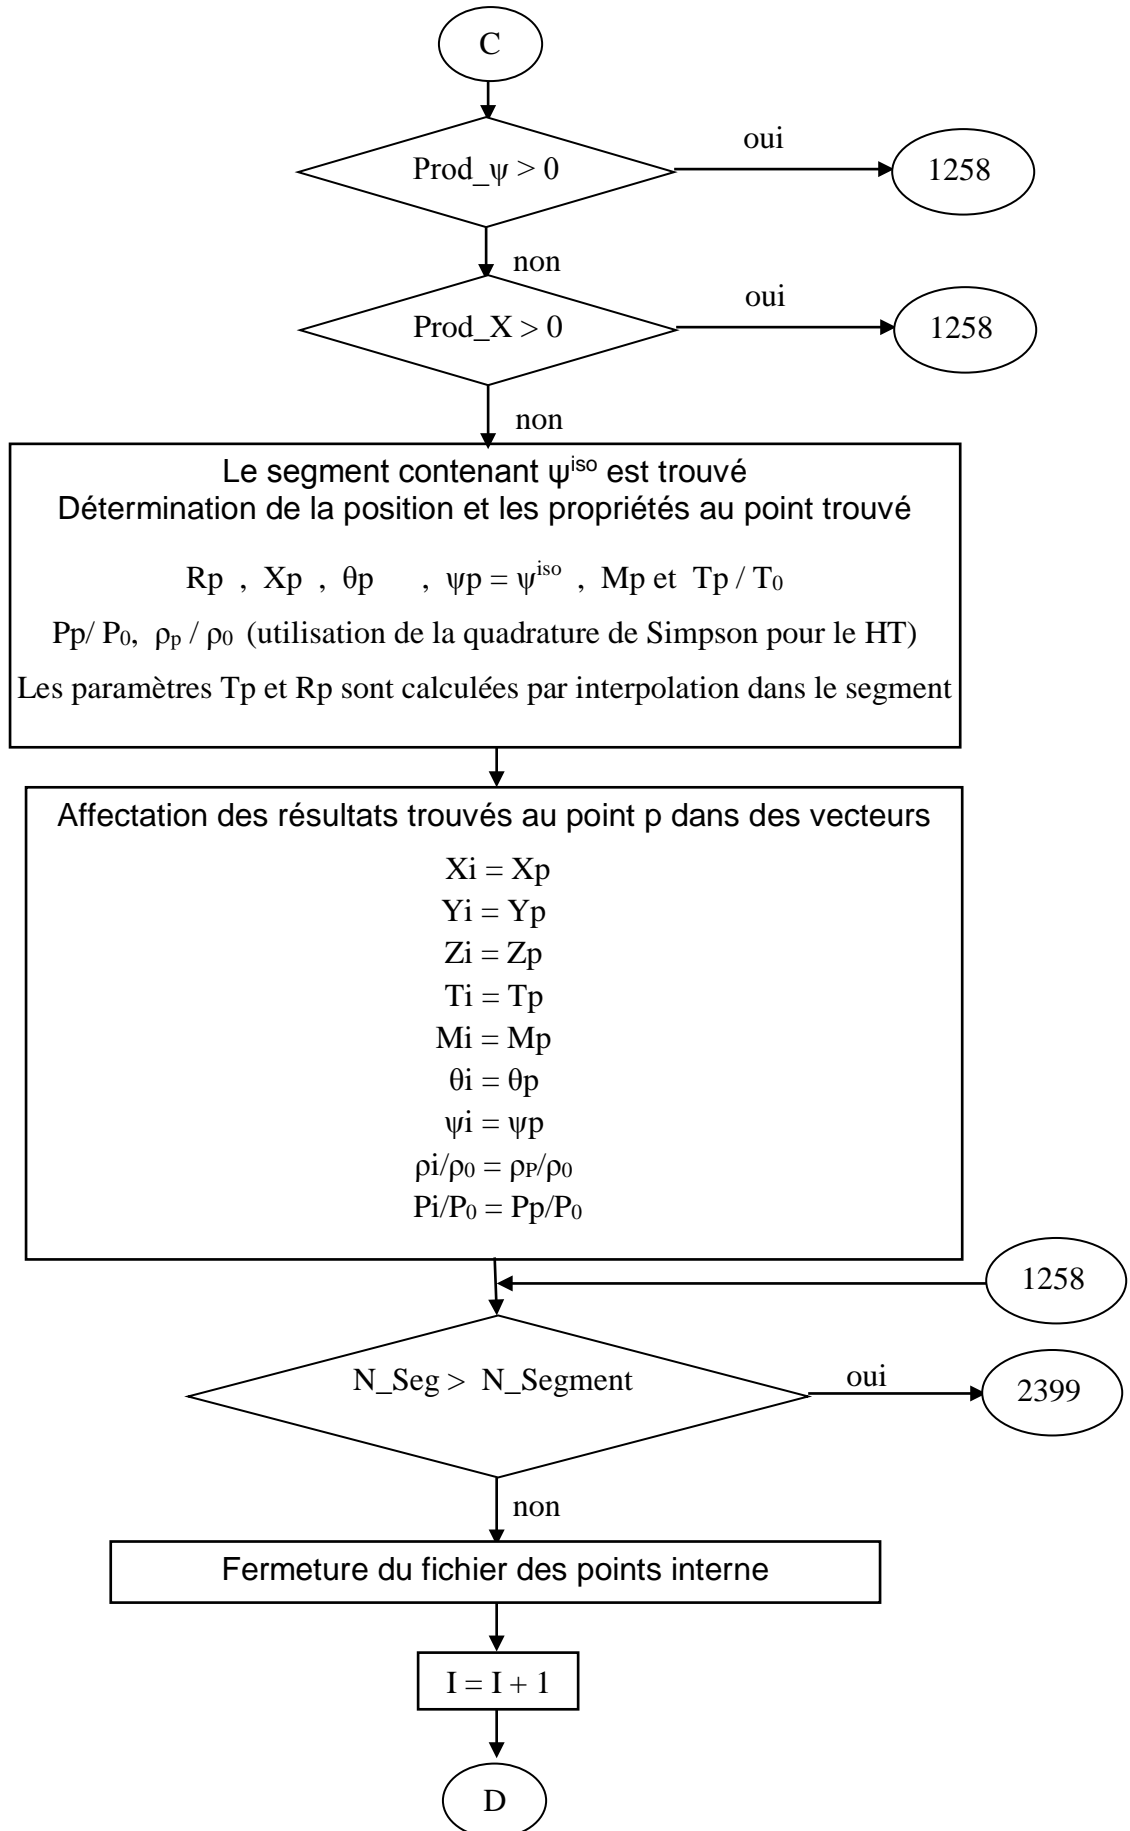 C
Prod_ψ > 0
oui
1258
non
Prod_X > 0
oui
1258
non
Le segment contenant ψiso est trouvé
Détermination de la position et les propriétés au point trouvé
Rp , Xp , θp , ψp = ψiso , Mp et Tp / T0
Pp/ P0, ρp / ρ0 (utilisation de la quadrature de Simpson pour le HT)
Les paramètres Tp et Rp sont calculées par interpolation dans le segment
Affectation des résultats trouvés au point p dans des vecteurs
Xi = Xp
Yi = Yp
Zi = Zp
Ti = Tp
Mi = Mp
θi = θp
ψi = ψp
ρi/ρ0 = ρP/ρ0
Pi/P0 = Pp/P0
1258
N_Seg > N_Segment
oui
2399
non
Fermeture du fichier des points interne
I = I + 1
D